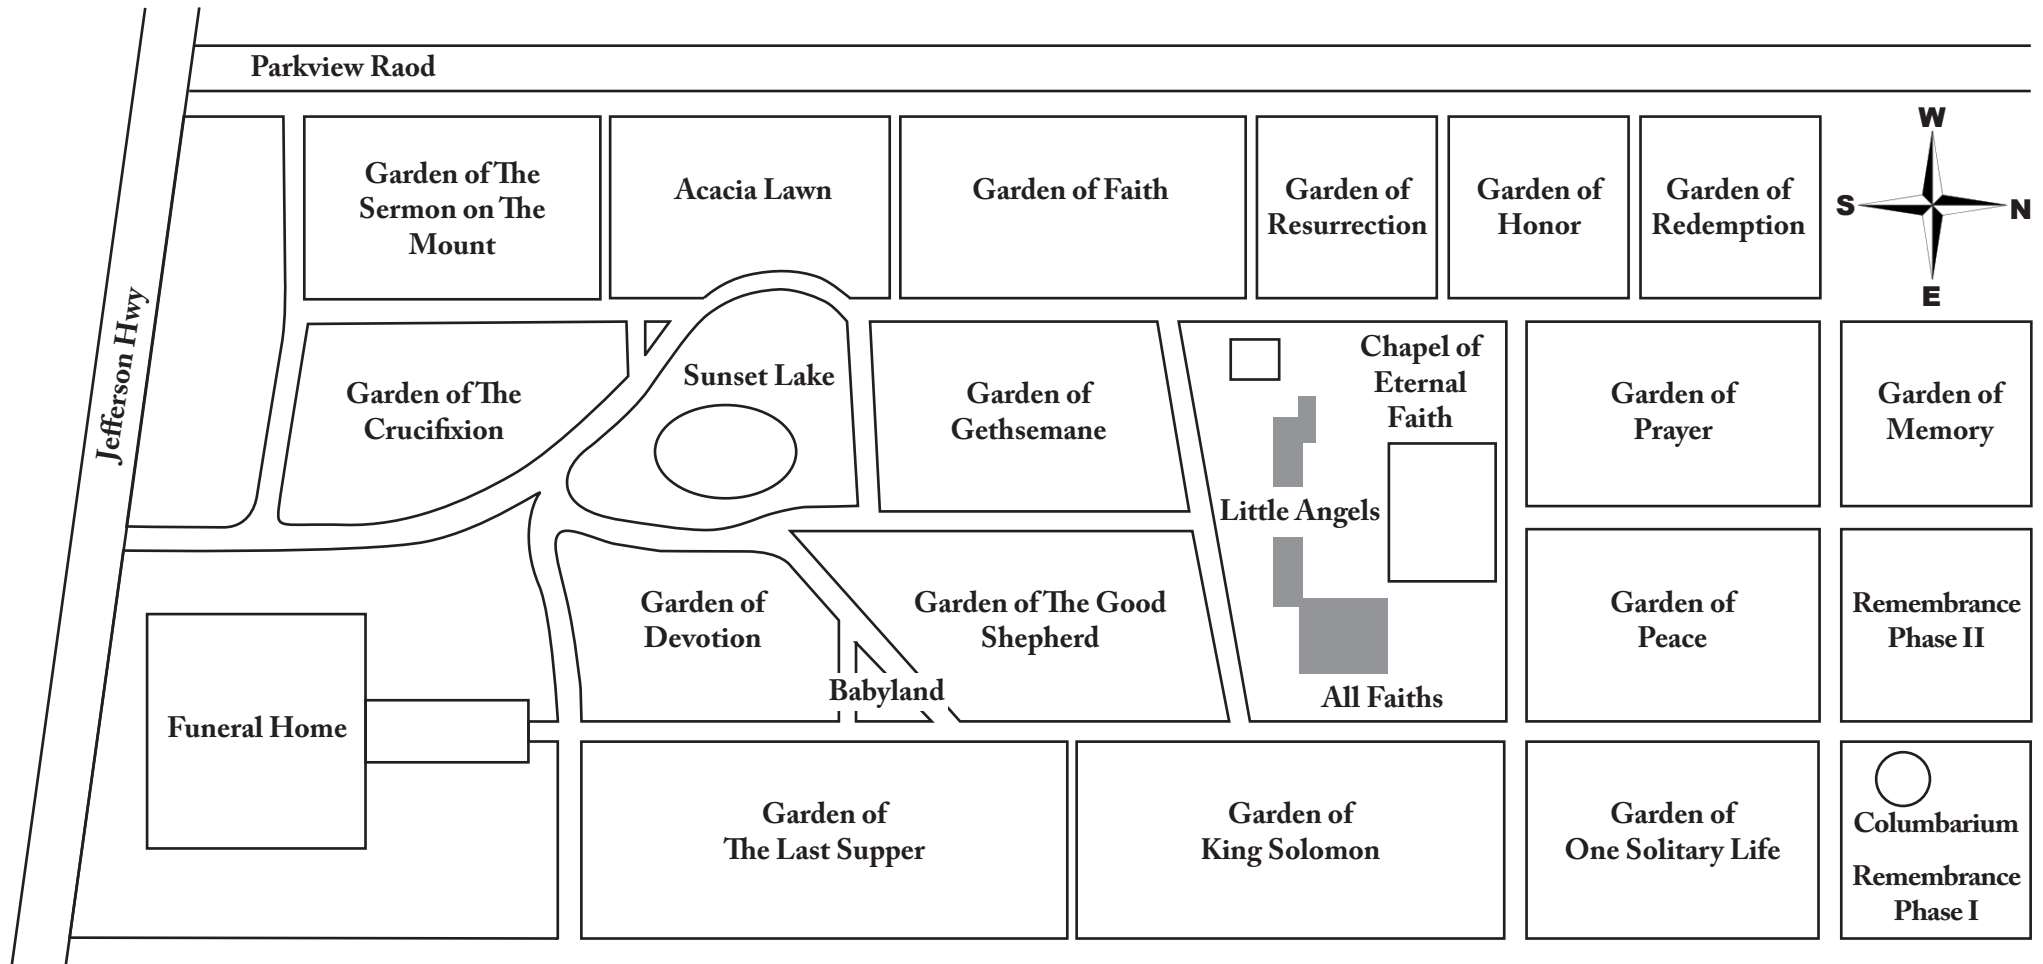 Parkview Raod
Jefferson Hwy
Garden of The
Sermon on The
Mount
Acacia Lawn
Garden of Faith
Garden of
Resurrection
Garden of
Honor
Garden of
Redemption
W
S
N
E
Garden of The
Crucifixion
Sunset Lake
Garden of
Gethsemane
Chapel of
Eternal
Faith
Little Angels
All Faiths
Garden of
Prayer
Garden of
Memory
Garden of
Devotion
Babyland
Garden of The Good
Shepherd
Garden of
Peace
Remembrance
Phase II
Funeral Home
Garden of
The Last Supper
Garden of
King Solomon
Garden of
One Solitary Life
Columbarium
Remembrance
Phase I